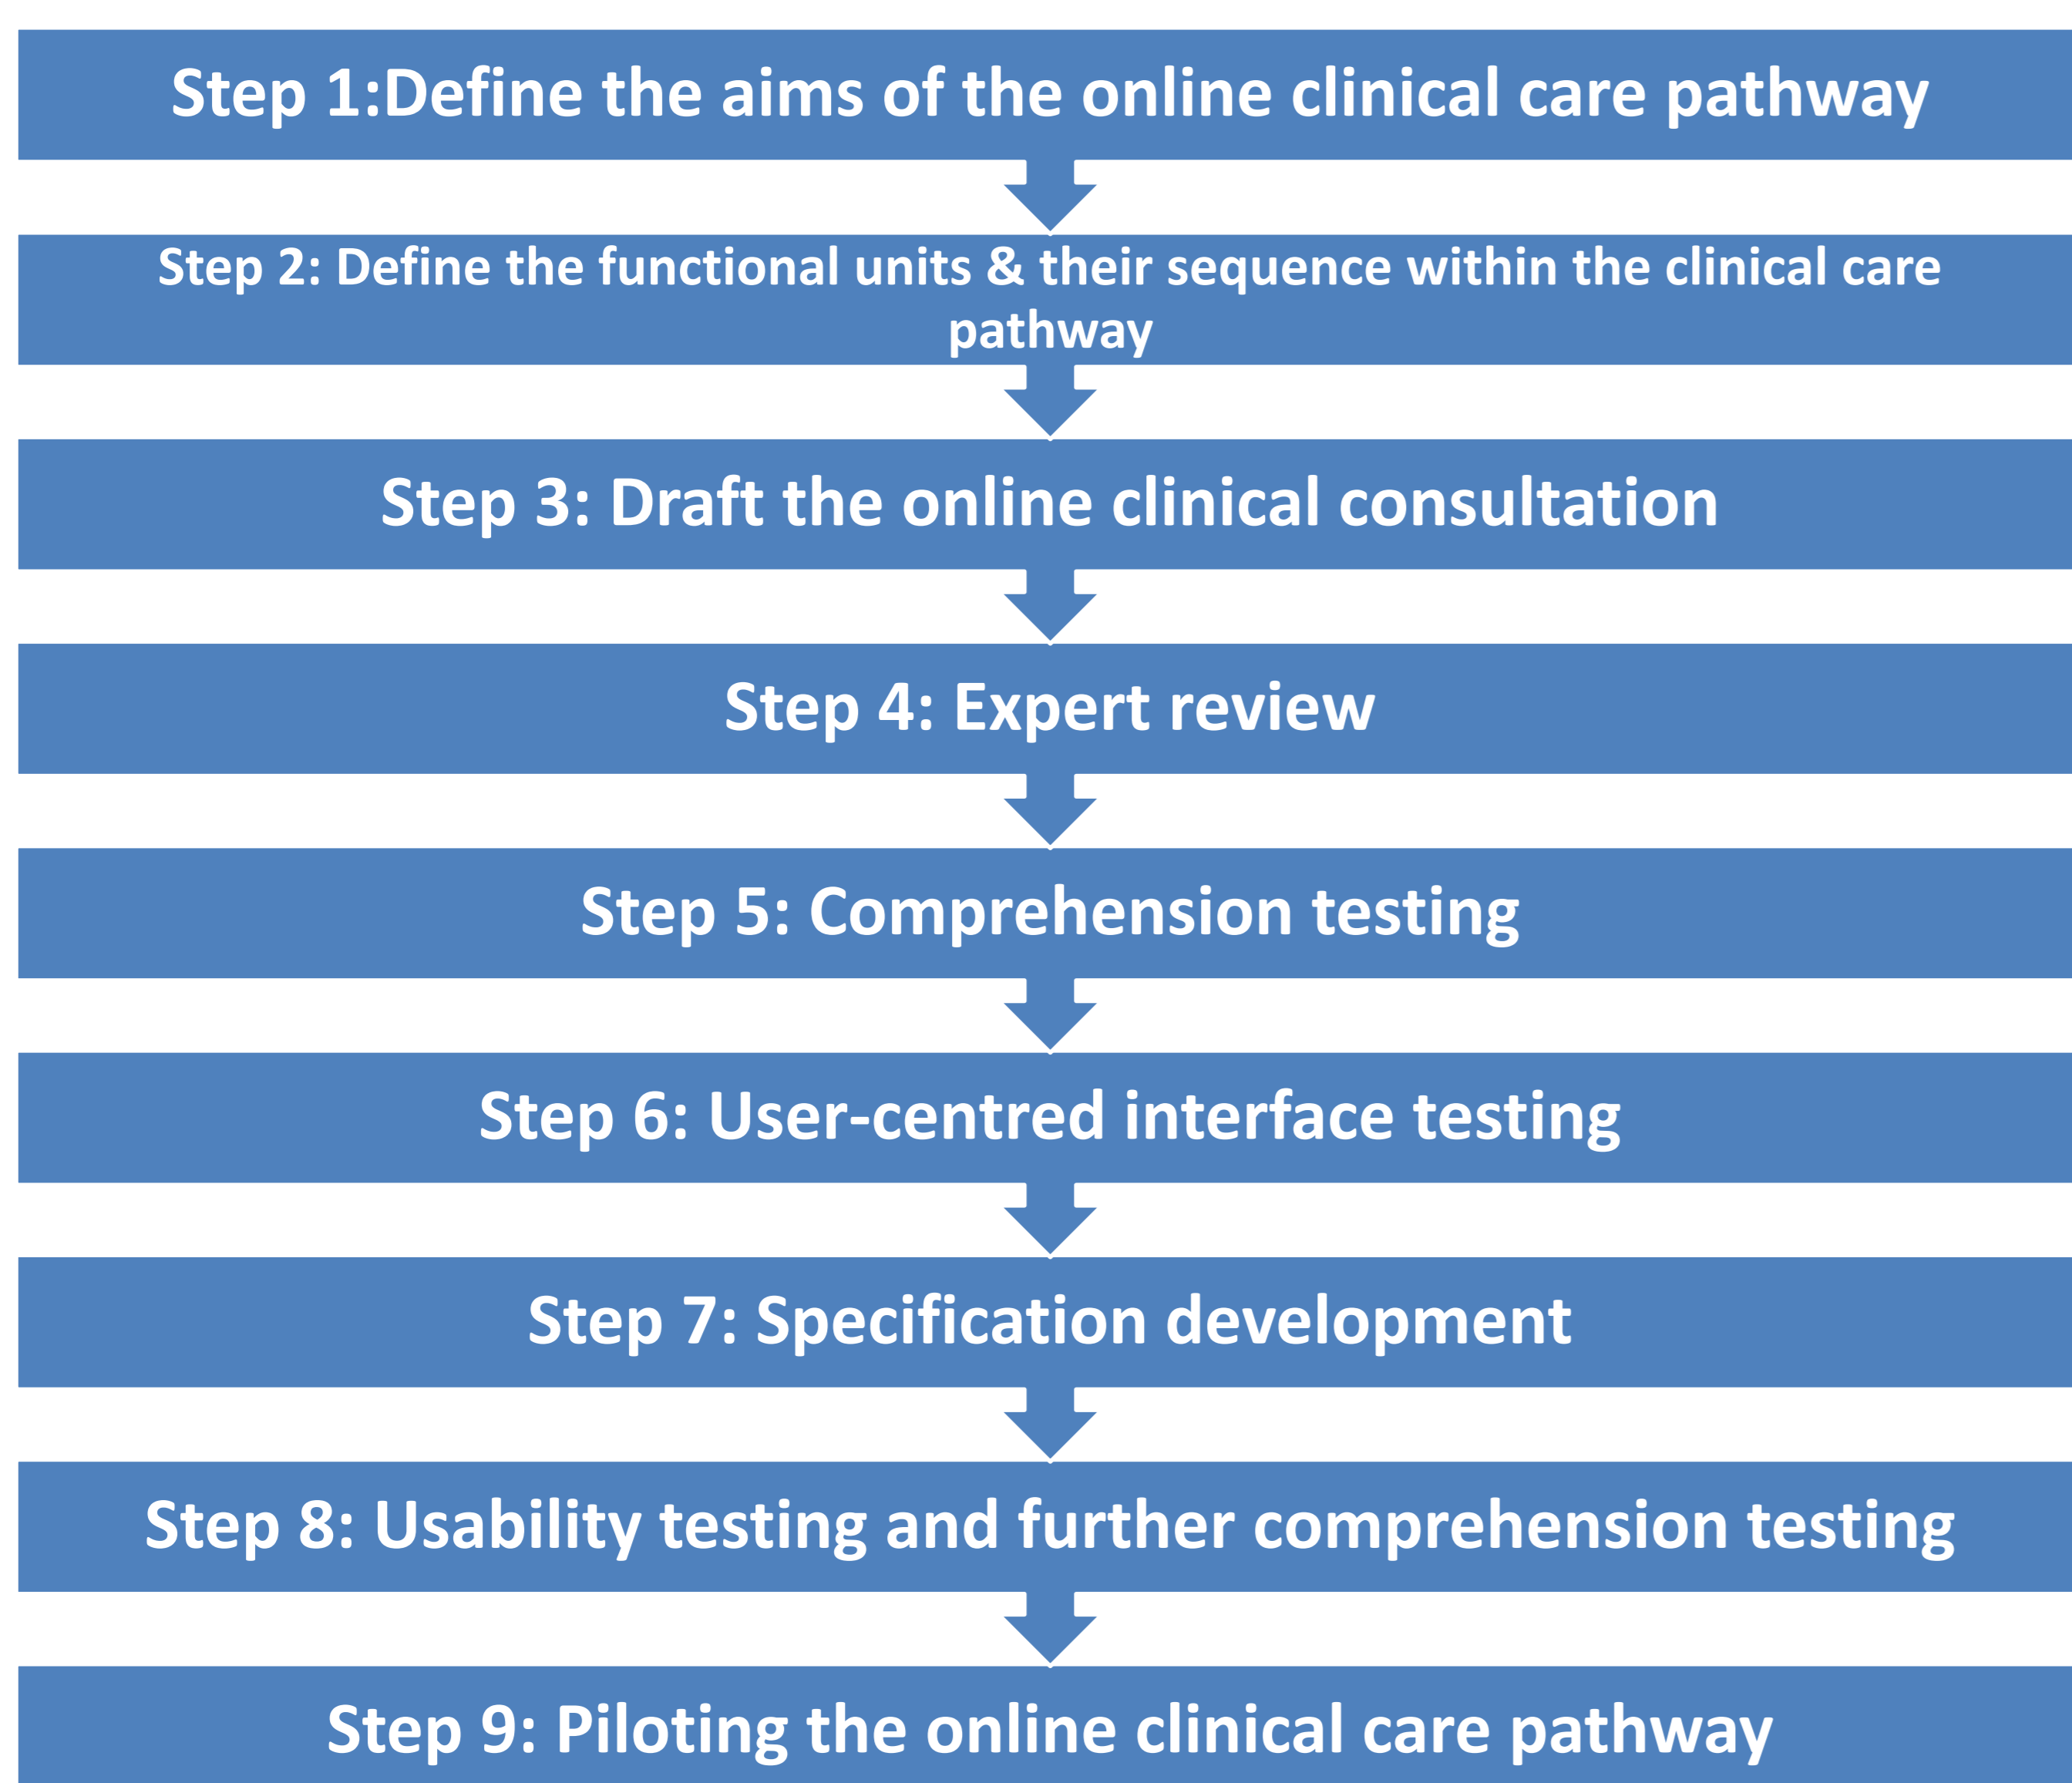 Step 1:Define the aims of the online clinical care pathway
Step 2: Define the functional units & their sequence within the clinical care
pathway
Step 3: Draft the online clinical consultation
Step 4: Expert review
Step 5: Comprehension testing
Step 6: User-centred interface testing
Step 7: Specification development
Step 8: Usability testing and further comprehension testing
Step 9: Piloting the online clinical care pathway